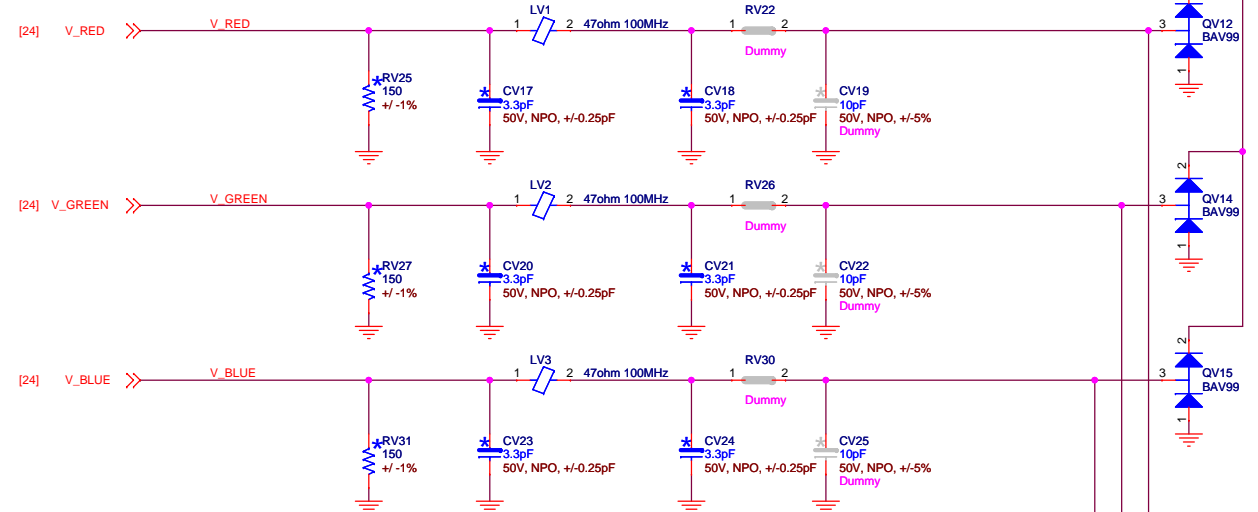 LV1 RV22
[24] V_RED V_RED 1 2 47ohm 100MHz 1 2 3 QV12
BAV99
Dummy
1
*RV25 * CV17 * CV18 * CV19
150 3.3pF 3.3pF 10pF
+/ -1% 50V, NPO, +/-0.25pF 50V, NPO, +/-0.25pF 50V, NPO, +/-5%
Dummy
2
LV2 RV26
[24] V_GREEN V_GREEN 1 2 47ohm 100MHz 1 2 3 QV14
BAV99
Dummy
1
*RV27 * CV20 * CV21 * CV22
150 3.3pF 3.3pF 10pF
+/ -1% 50V, NPO, +/-0.25pF 50V, NPO, +/-0.25pF 50V, NPO, +/-5%
Dummy
2
LV3 RV30
[24] V_BLUE V_BLUE 1 2 47ohm 100MHz 1 2 3 QV15
BAV99
Dummy
1
*RV31 * CV23 * CV24 * CV25
150 3.3pF 3.3pF 10pF
+/ -1% 50V, NPO, +/-0.25pF 50V, NPO, +/-0.25pF 50V, NPO, +/-5%
Dummy